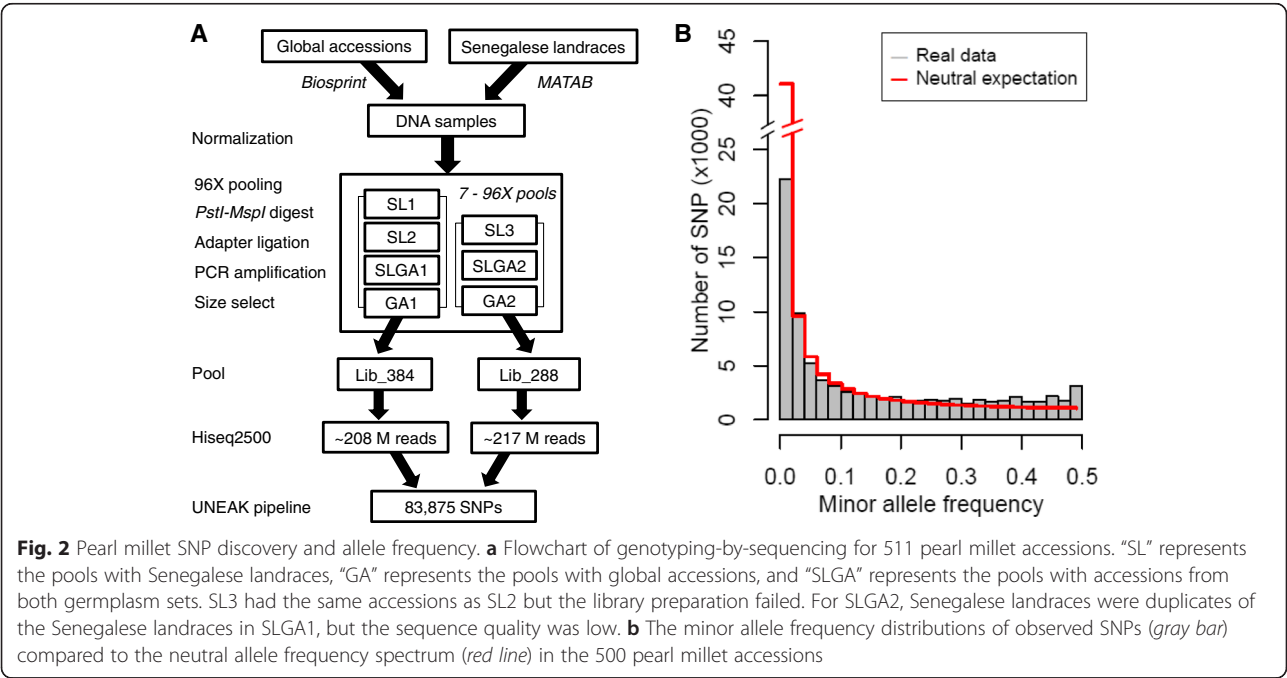 A
Global accessions
Senegalese landraces
Biosprint
MATAB
DNA samples
Normalization
96X pooling
PstI-MspI digest
Adapter ligation
PCR amplification
Size select
7 - 96X pools
SL1
SL2
SLGA1
GA1
SL3
SLGA2
GA2
Pool
Lib_384
Lib_288
Hiseq2500
~208 M reads
~217 M reads
UNEAK pipeline
83,875 SNPs
B
Real data
Neutral expectation
Number of SNP (x1000)
45
40
25
20
15
10
5
0
0.0 0.1 0.2 0.3 0.4 0.5
Minor allele frequency
Fig. 2 Pearl millet SNP discovery and allele frequency. a Flowchart of genotyping-by-sequencing for 511 pearl millet accessions. “SL” represents
the pools with Senegalese landraces, “GA” represents the pools with global accessions, and “SLGA” represents the pools with accessions from
both germplasm sets. SL3 had the same accessions as SL2 but the library preparation failed. For SLGA2, Senegalese landraces were duplicates of
the Senegalese landraces in SLGA1, but the sequence quality was low. b The minor allele frequency distributions of observed SNPs (gray bar)
compared to the neutral allele frequency spectrum (red line) in the 500 pearl millet accessions